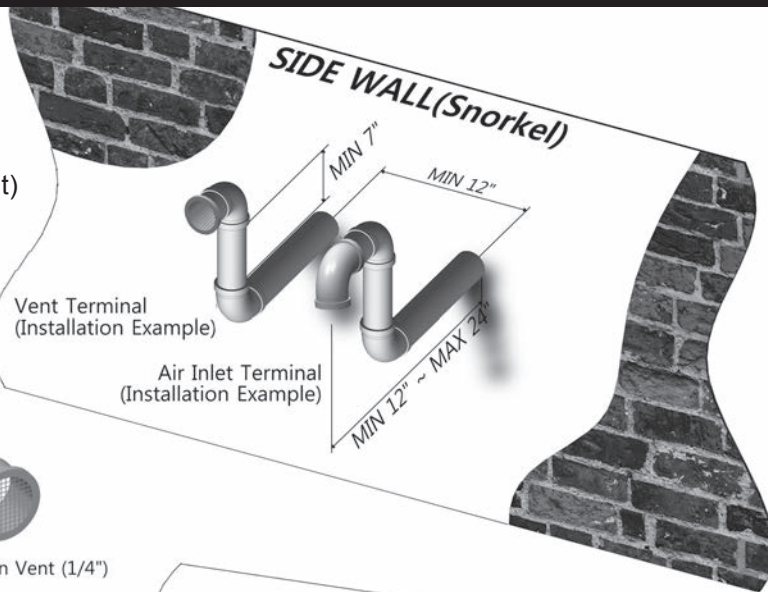 SIDE WALL(Snorkel)
MIN 7"
MIN 12"
t)
Vent Terminal
(Installation Example)
Air Inlet Terminal
(Installation Example)
MIN 12" ~ MAX 24"
n Vent (1/4")